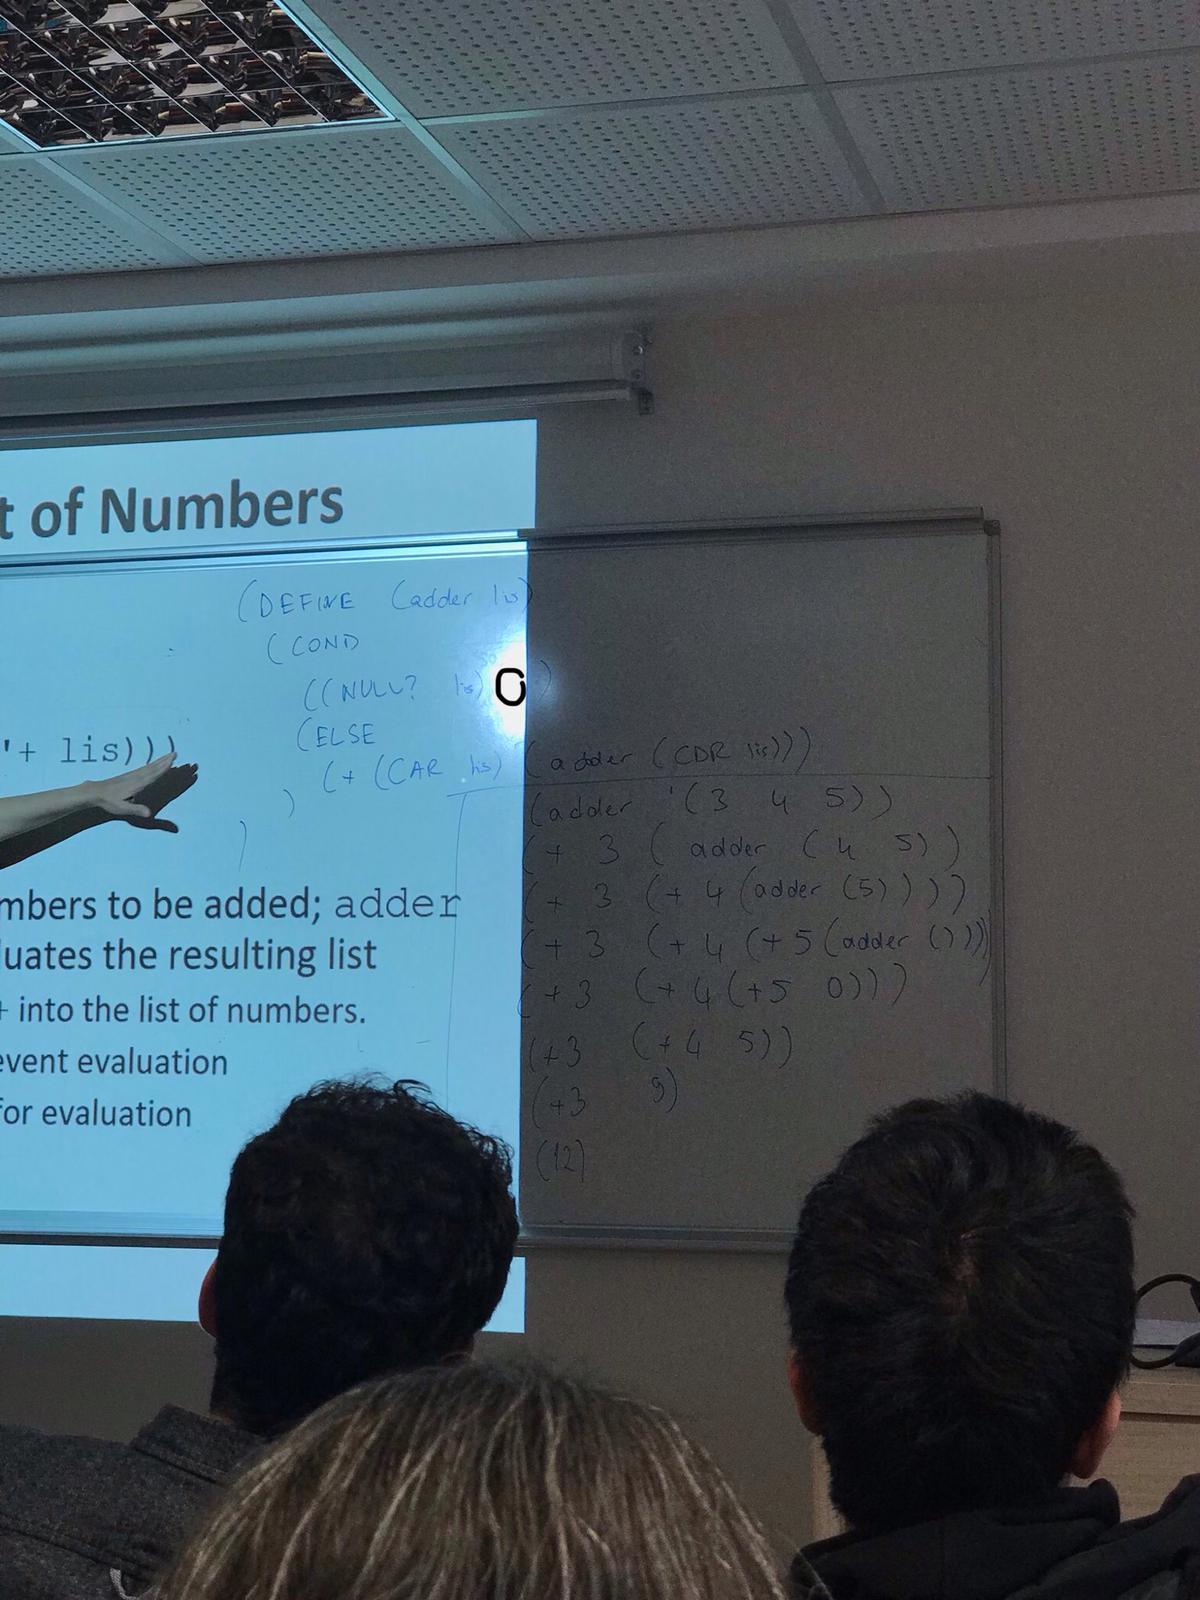 t of Numbers
(DEFINE (adder lis)
(COND
((NULL? lis) 0)
(ELSE
(+ (CAR lis) (adder (CDR lis)))
)
)
'+ lis)))
(adder '(3 4 5))
(+ 3 ( adder ( 4 5) )
(+ 3 (+ 4 (adder (5) ) ) )
(+ 3 (+ 4 (+ 5 (adder ())))
(+3 (+4 (+5 0)))
(+3 (+4 5))
(+3 9)
(12)
mbers to be added; adder
luates the resulting list
+ into the list of numbers.
event evaluation
for evaluation